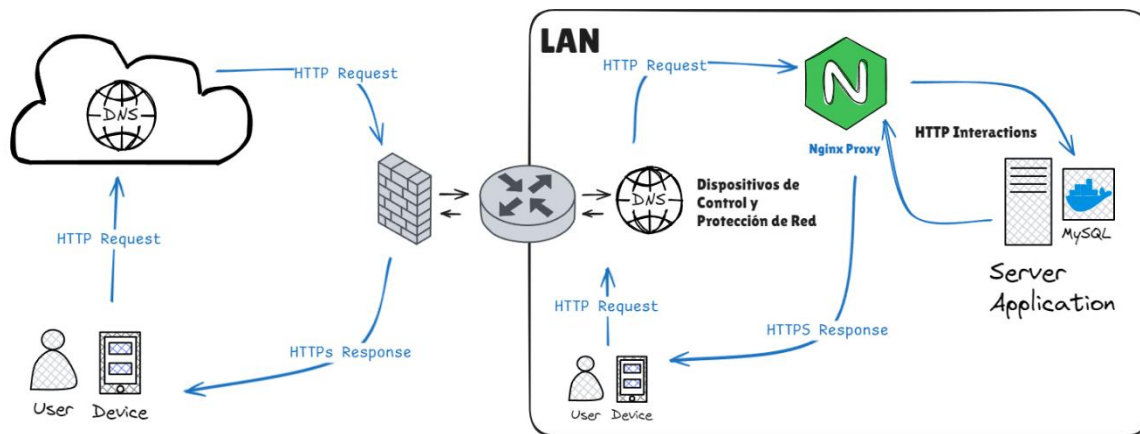 LAN
HTTP Request
HTTP Request
DNS
N
HTTP Interactions
Nginx Proxy
DNS
Dispositivos de
Control y
Protección de Red
MySQL
HTTP Request
Server
Application
HTTP Request
HTTPS Response
HTTPs Response
User
Device
User
Device